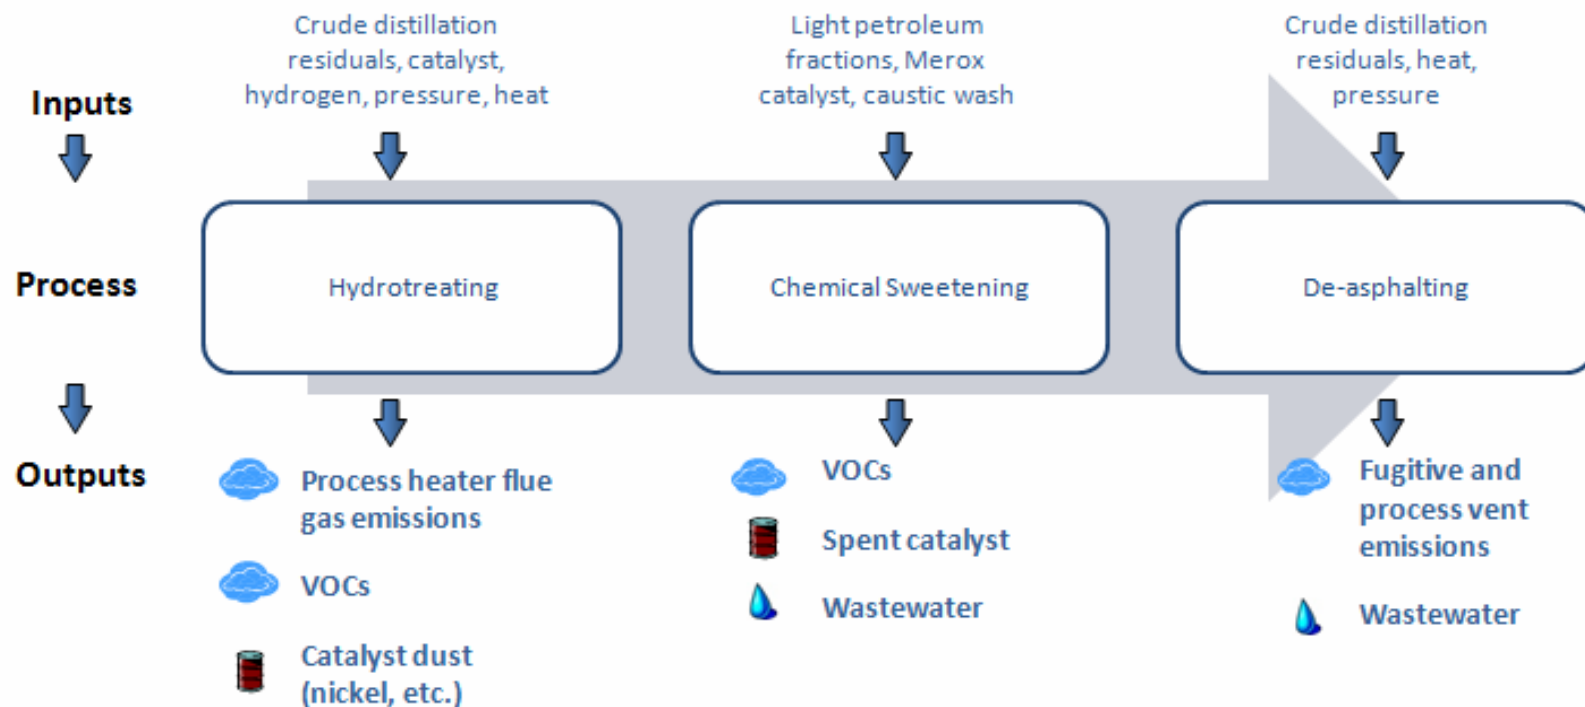 Inputs
Crude distillation
residuals, catalyst,
hydrogen, pressure, heat
Light petroleum
fractions, Merox
catalyst, caustic wash
Crude distillation
residuals, heat,
pressure
Process
Hydrotreating
Chemical Sweetening
De-asphalting
Outputs
Process heater flue
gas emissions
VOCs
Catalyst dust
(nickel, etc.)
VOCs
Spent catalyst
Wastewater
Fugitive and
process vent
emissions
Wastewater